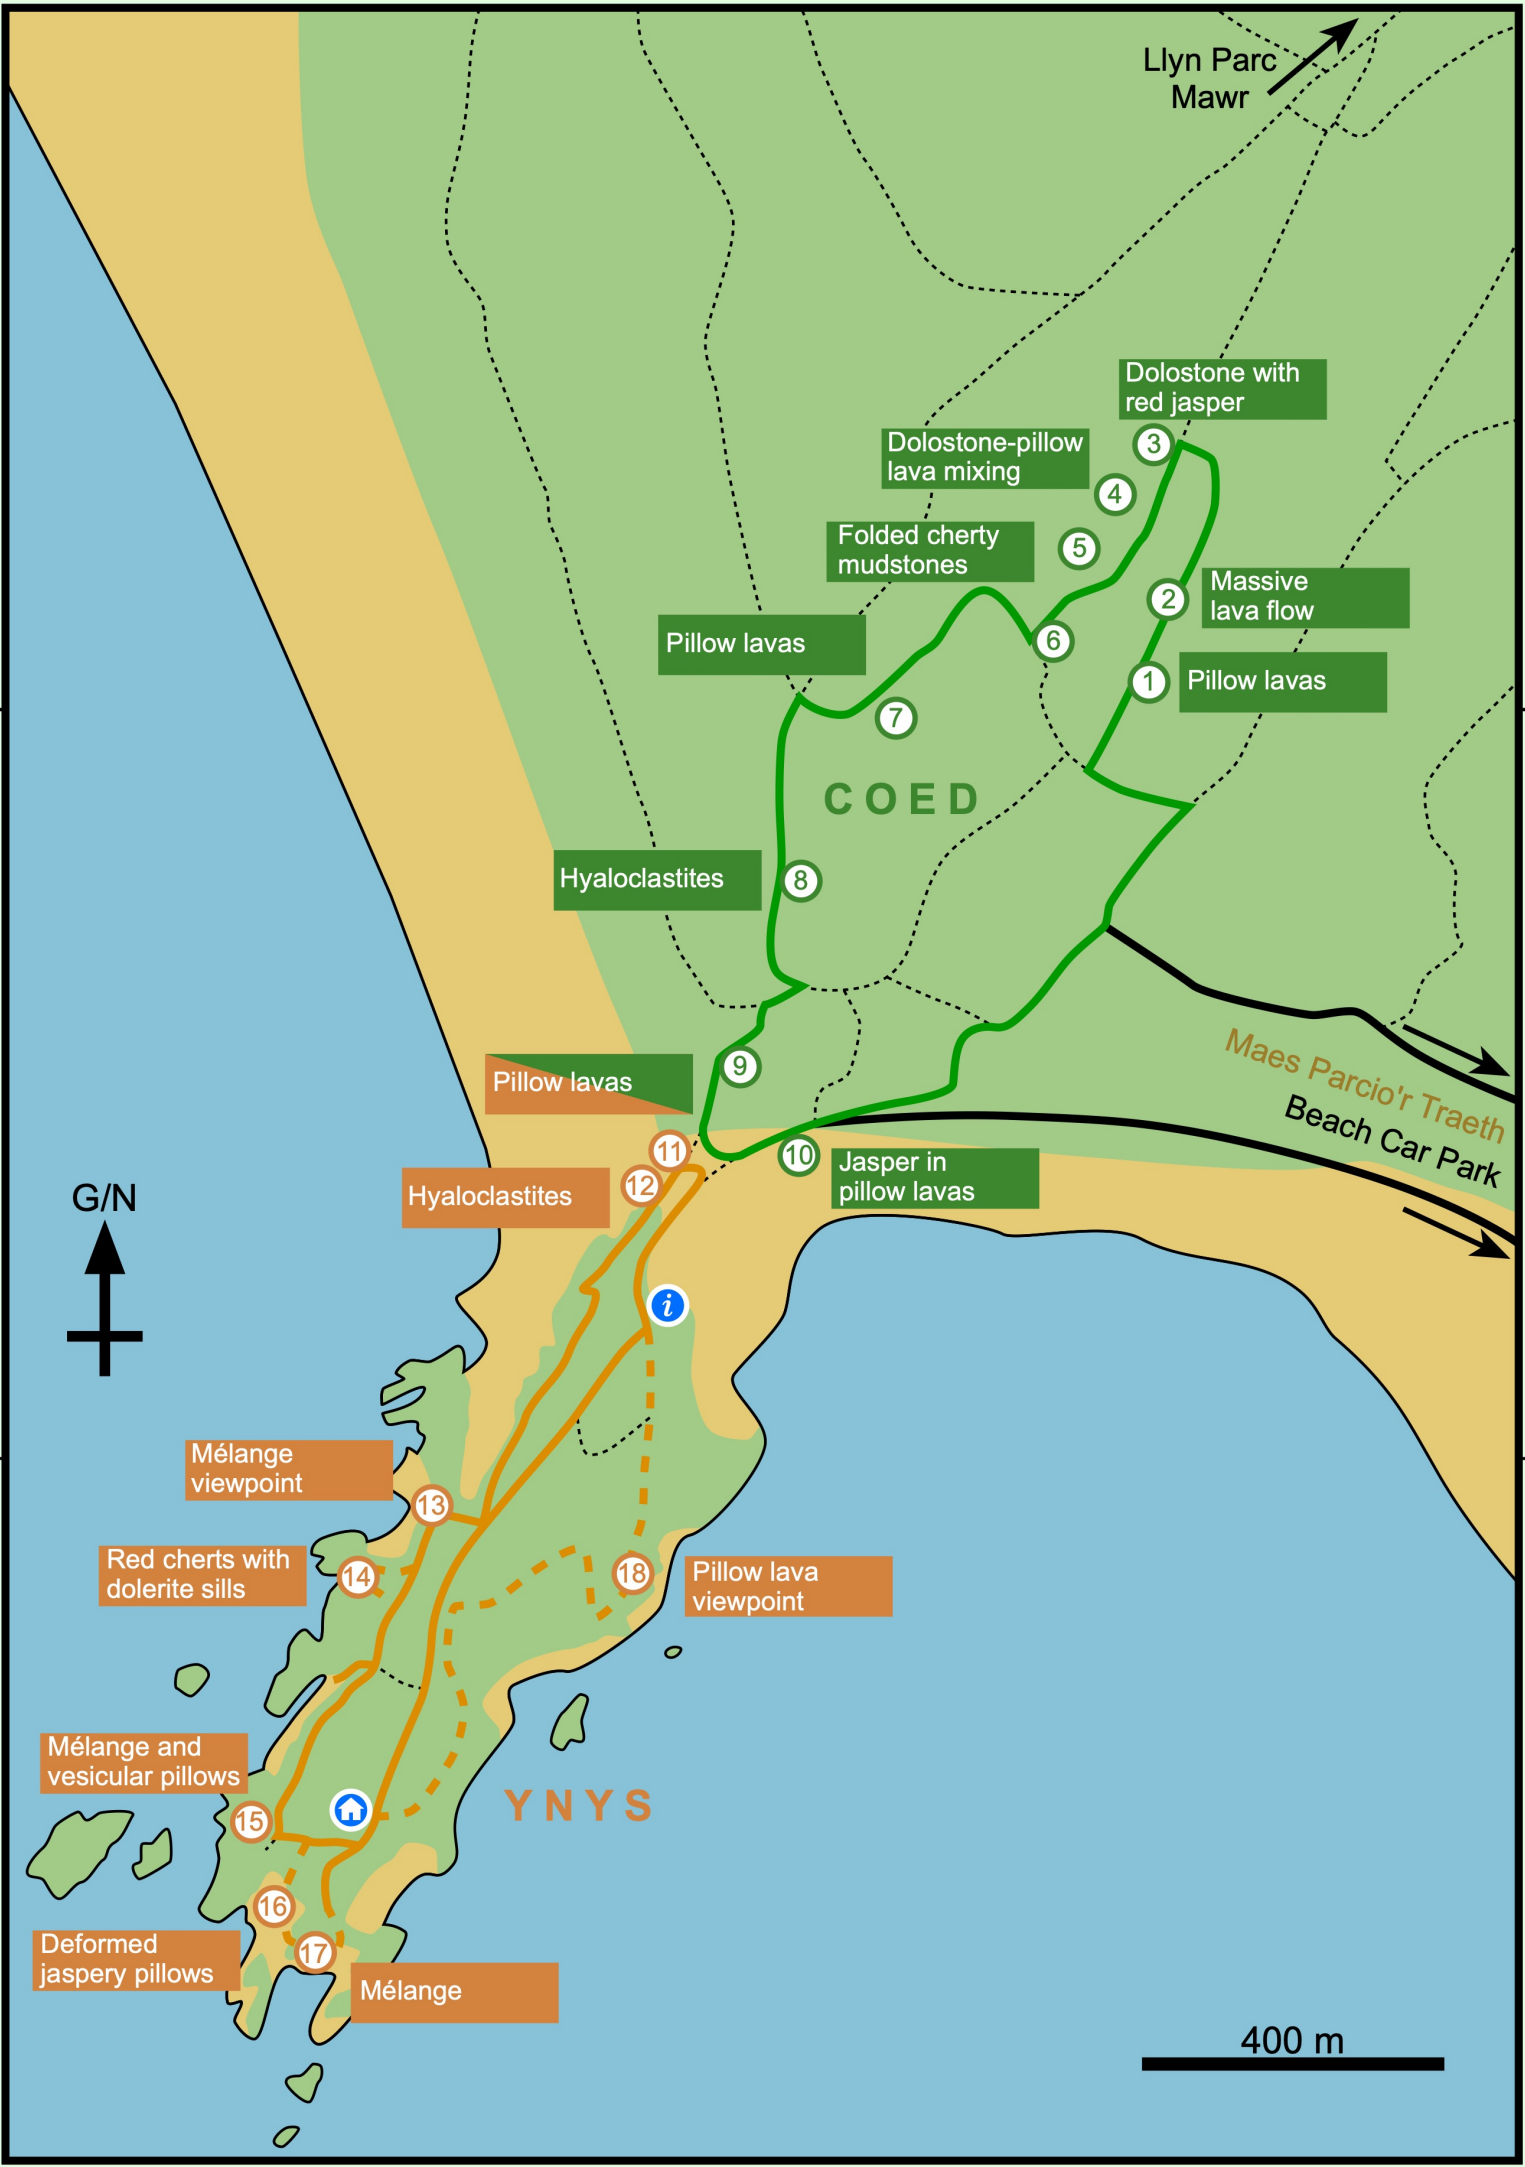 Llyn Parc
Mawr
Dolostone with
red jasper
3
Dolostone-pillow
lava mixing
4
Folded cherty
mudstones
5
Massive
lava flow
2
Pillow lavas
6
1
Pillow lavas
7
COED
Hyaloclastites
8
Maes Parcio'r Traeth
Beach Car Park
Pillow lavas
9
11
10
Jasper in
pillow lavas
12
Hyaloclastites
G/N
i
Mélange
viewpoint
13
Red cherts with
dolerite sills
14
18
Pillow lava
viewpoint
Mélange and
vesicular pillows
15
YNYS
16
Deformed
jaspery pillows
17
Mélange
400 m